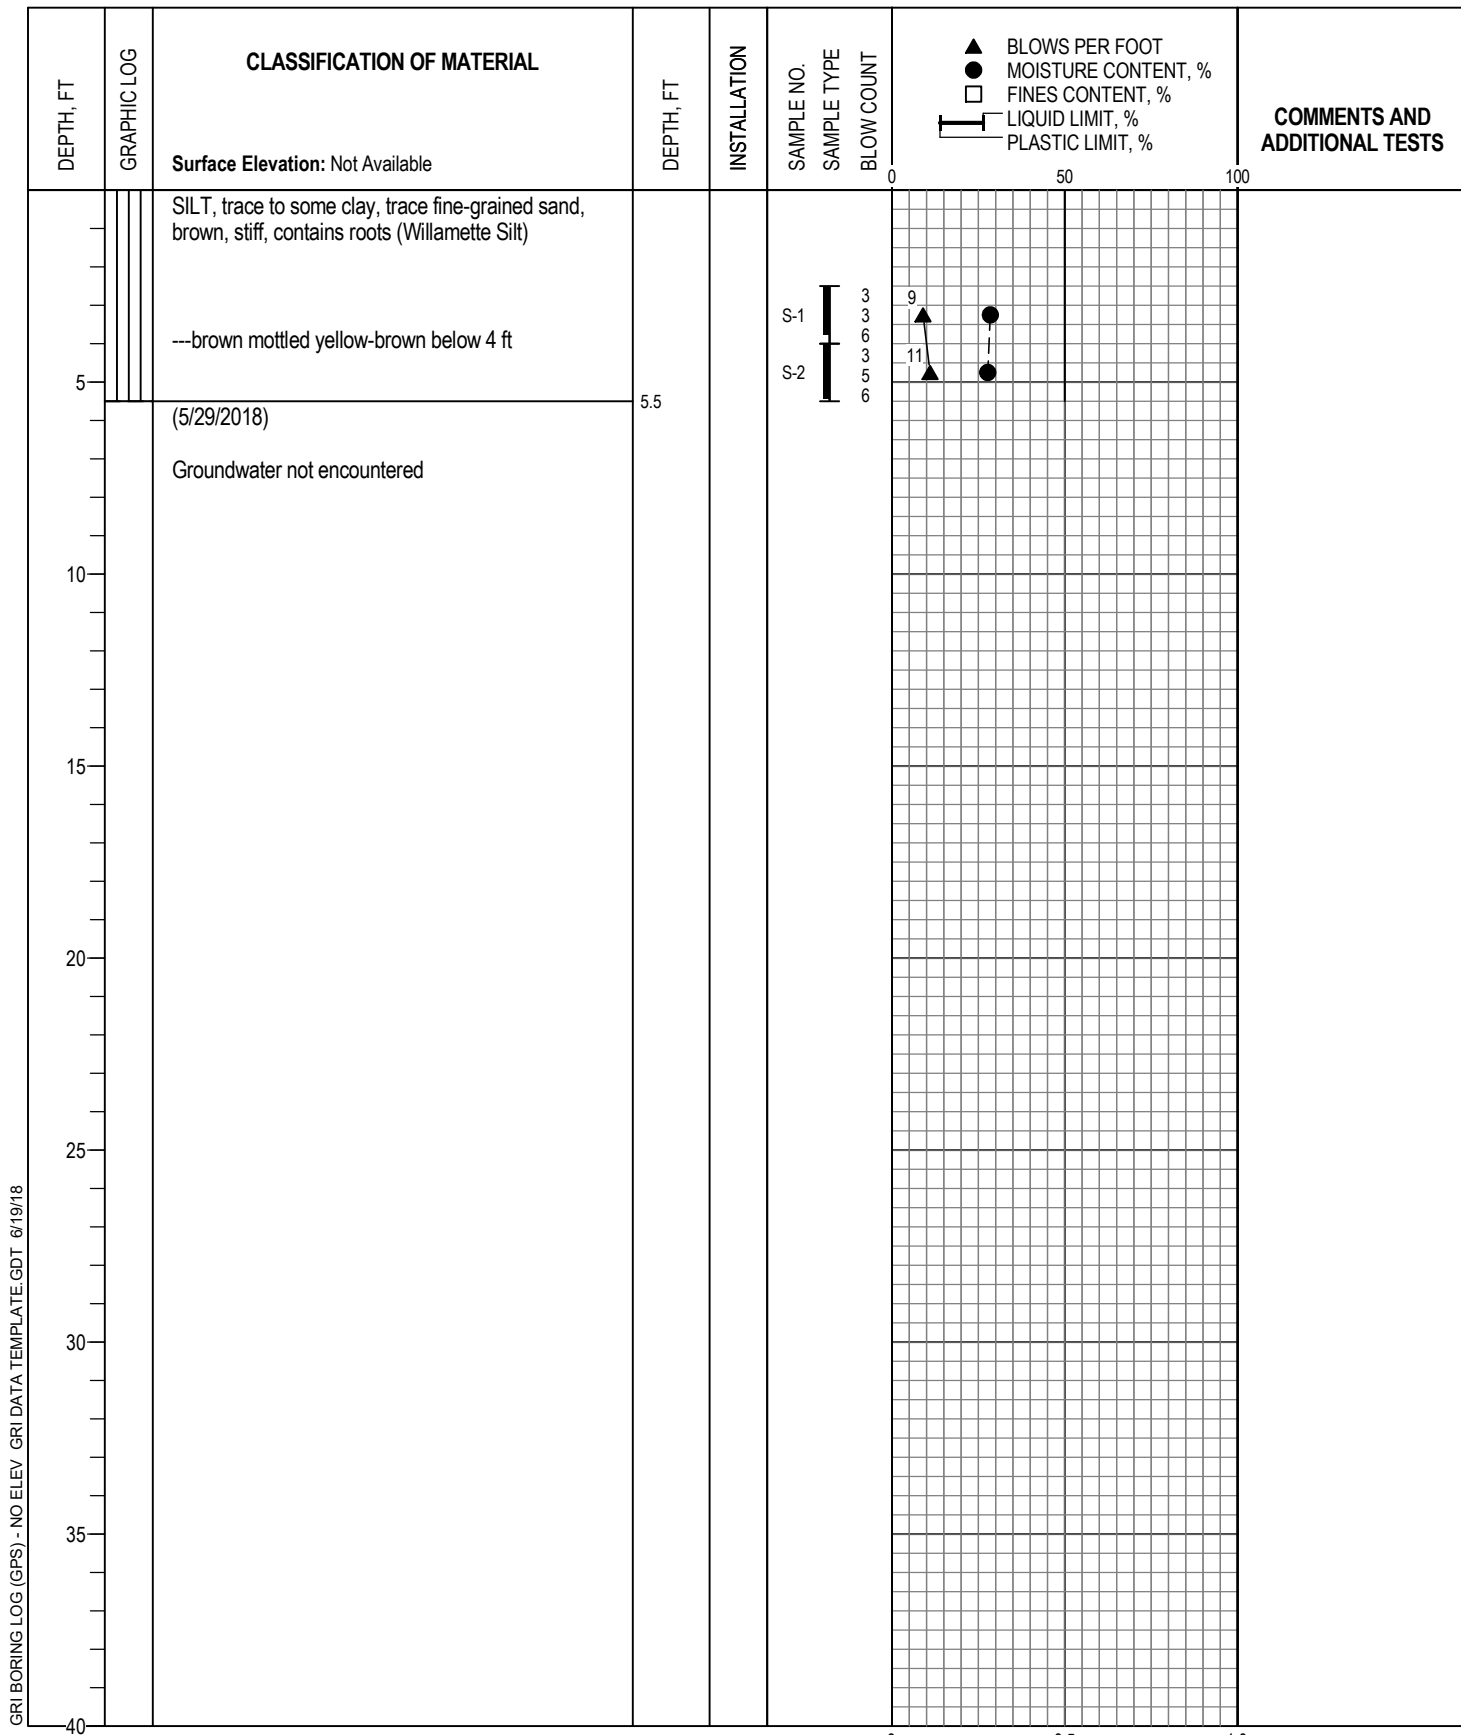 DEPTH, FT
GRAPHIC LOG
CLASSIFICATION OF MATERIAL
Surface Elevation: Not Available
DEPTH, FT
INSTALLATION
SAMPLE NO.
SAMPLE TYPE
BLOW COUNT
BLOWS PER FOOT
MOISTURE CONTENT, %
FINES CONTENT, %
LIQUID LIMIT, %
PLASTIC LIMIT, %
0 50 100
COMMENTS AND
ADDITIONAL TESTS
SILT, trace to some clay, trace fine-grained sand,
brown, stiff, contains roots (Willamette Silt)
---brown mottled yellow-brown below 4 ft
S-1
3
3
6
9
S-2
3
5
6
11
5
5.5
(5/29/2018)
Groundwater not encountered
10
15
20
25
30
35
40
GRI BORING LOG (GPS) - NO ELEV GRI DATA TEMPLATE.GDT 6/19/18